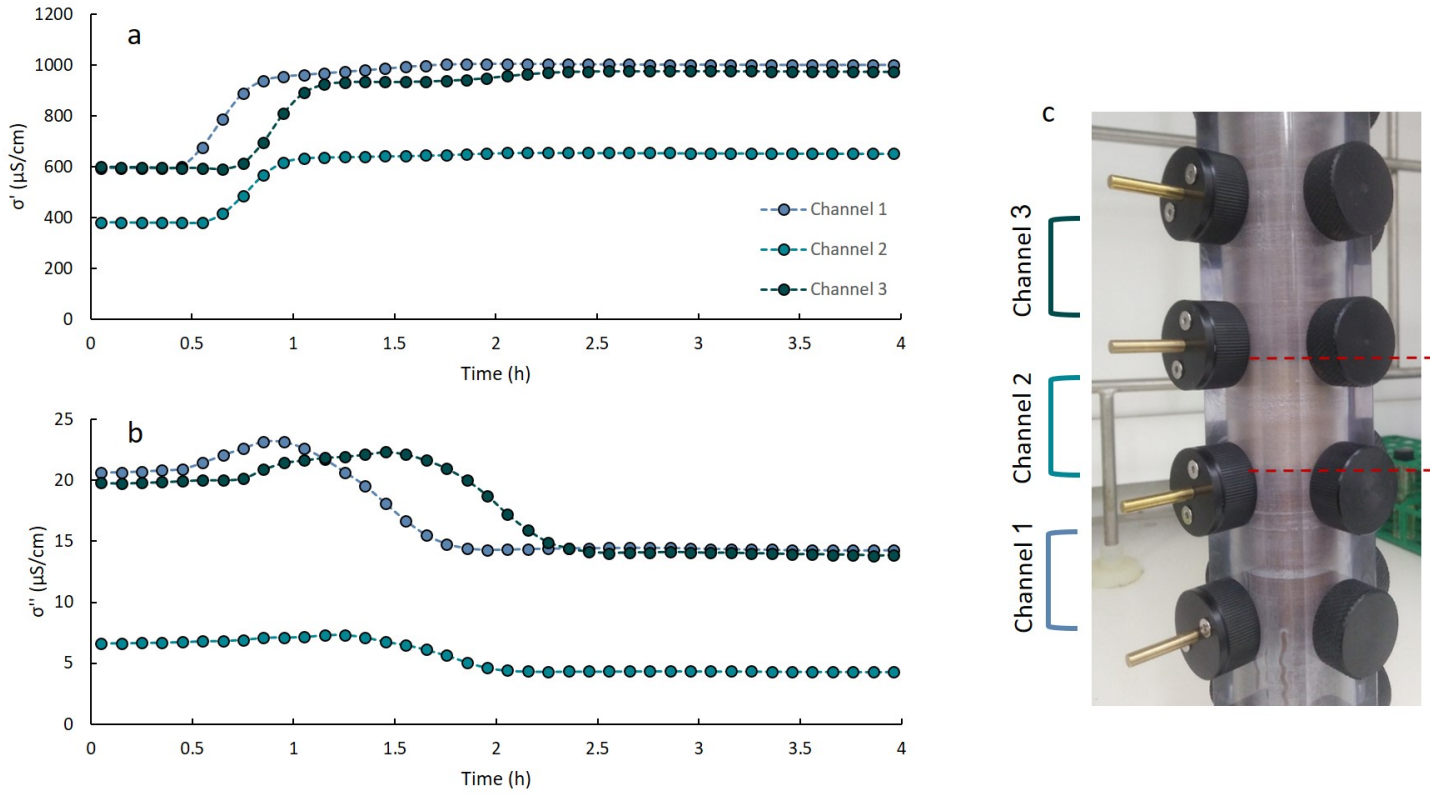 a
1200
1000
800
600
400
200
0
σ' (µS/cm)
0 0.5 1 1.5 2 2.5 3 3.5 4
Time (h)
Channel 1
Channel 2
Channel 3
b
25
20
15
10
5
0
σ'' (µS/cm)
0 0.5 1 1.5 2 2.5 3 3.5 4
Time (h)
c
Channel 3
Channel 2
Channel 1